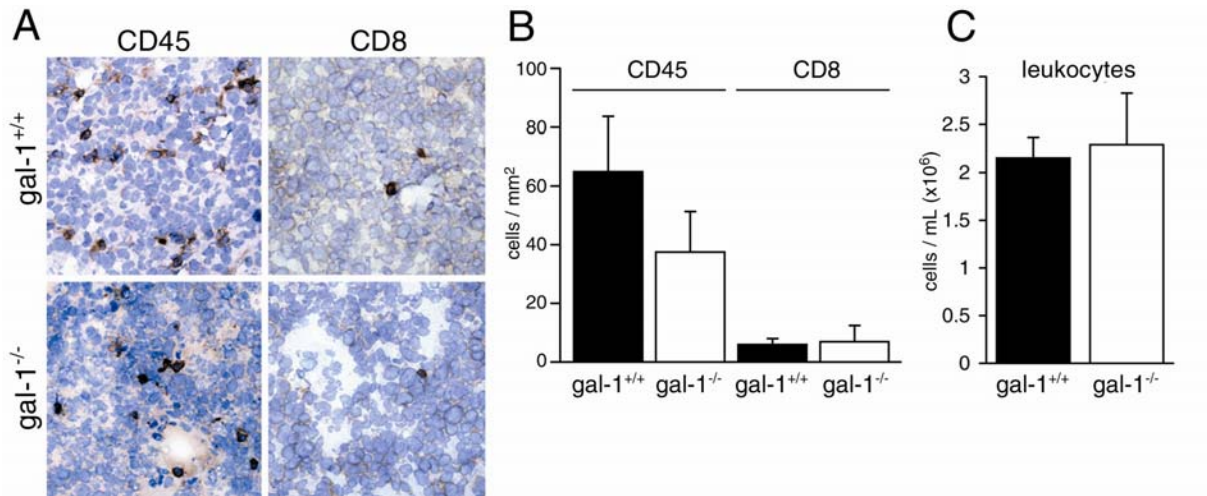 A
CD45 CD8
gal-1+/+
gal-1-/-
B
CD45 CD8
100
80
60
40
20
0
cells / mm2
gal-1+/+ gal-1-/- gal-1+/+ gal-1-/-
C
leukocytes
3
2.5
2
1.5
1
0.5
0
cells / mL (x106)
gal-1+/+ gal-1-/-